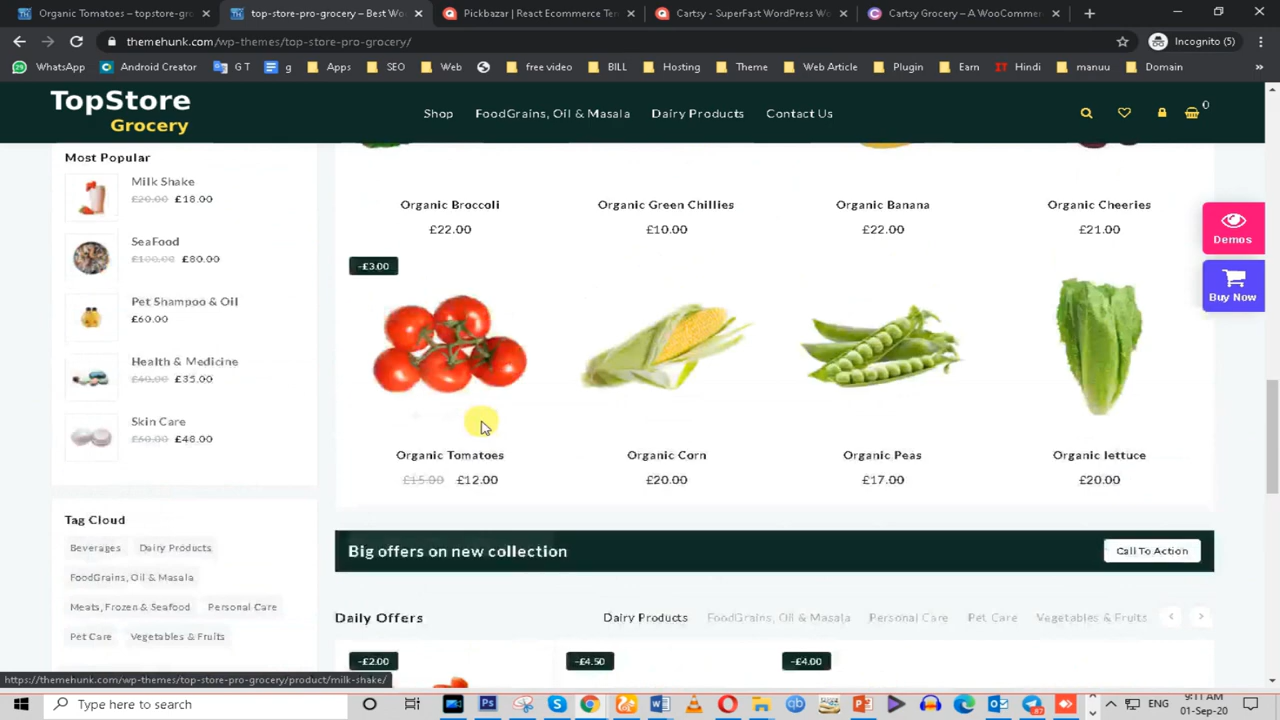 Organic Tomatoes – topstore-gro
top-store-pro-grocery – Best Wo
Pickbazar | React Ecommerce Te
Cartsy - SuperFast WordPress W
Cartsy Grocery – A WooCommer
themehunk.com/wp-themes/top-store-pro-grocery/
Incognito (5)
WhatsApp Android Creator G T g Apps SEO Web free video BILL Hosting Theme Web Article Plugin Earn IT Hindi manuu Domain »
TopStore
Grocery
Shop FoodGrains, Oil & Masala Dairy Products Contact Us 0
Most Popular
Milk Shake
£20.00 £18.00
SeaFood
£100.00 £80.00
Pet Shampoo & Oil
£60.00
Health & Medicine
£40.00 £35.00
Skin Care
£60.00 £48.00
Tag Cloud
Beverages Dairy Products
FoodGrains, Oil & Masala
Meats, Frozen & Seafood Personal Care
Pet Care Vegetables & Fruits
Organic Broccoli Organic Green Chillies Organic Banana Organic Cheeries
£22.00 £10.00 £22.00 £21.00
-£3.00
Organic Tomatoes Organic Corn Organic Peas Organic lettuce
£15.00 £12.00 £20.00 £17.00 £20.00
Big offers on new collection Call To Action
Daily Offers Dairy Products FoodGrains, Oil & Masala Personal Care Pet Care Vegetables & Fruits
-£2.00 -£4.50 -£4.00
Demos
Buy Now
https://themehunk.com/wp-themes/top-store-pro-grocery/product/milk-shake/
Type here to search
ENG
9:11 AM
01-Sep-20